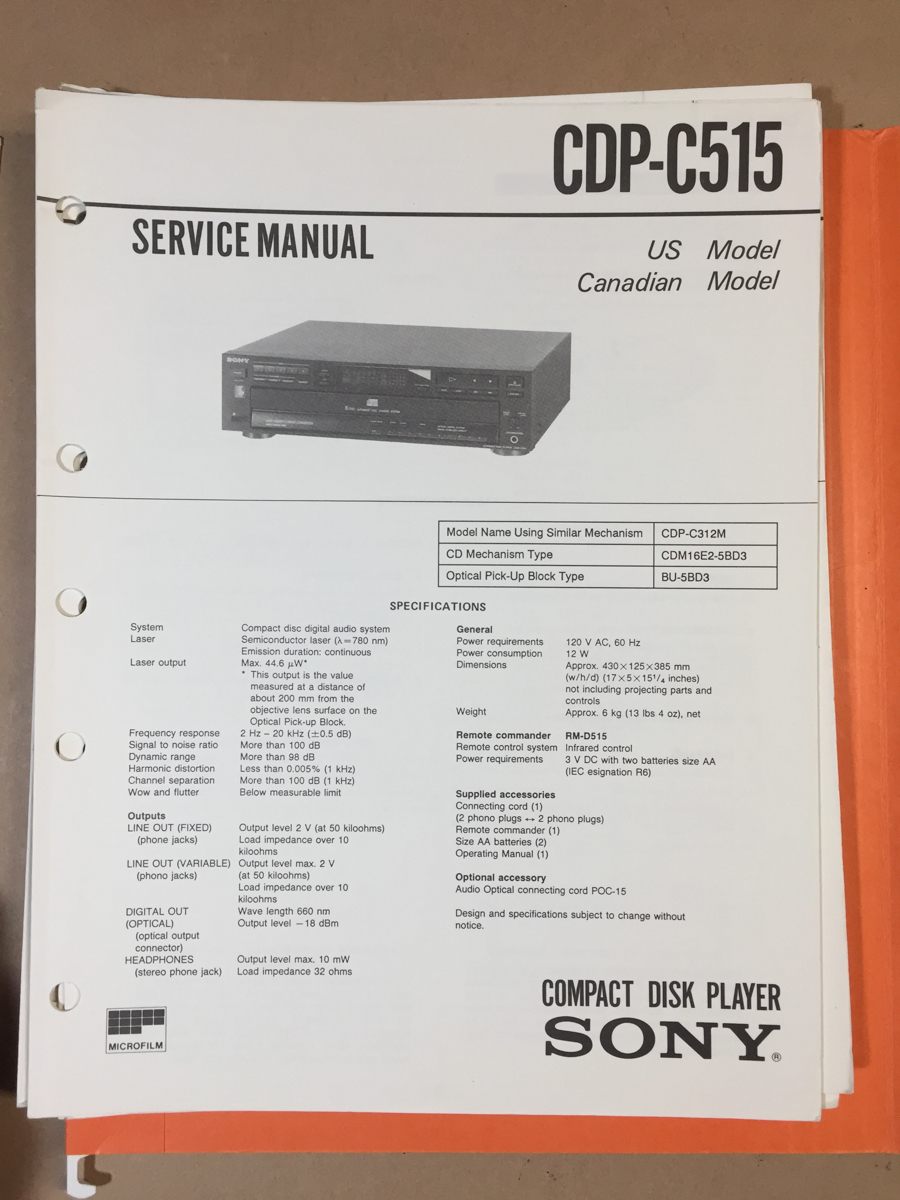 CDP-C515
SERVICE MANUAL
US Model
Canadian Model
SONY
Model Name Using Similar Mechanism CDP-C312M
CD Mechanism Type CDM16E2-5BD3
Optical Pick-Up Block Type BU-5BD3
SPECIFICATIONS
System Compact disc digital audio system
Laser Semiconductor laser (λ=780 nm)
Emission duration: continuous
Laser output Max. 44.6 μW*
* This output is the value
measured at a distance of
about 200 mm from the
objective lens surface on the
Optical Pick-up Block.
Frequency response 2 Hz – 20 kHz (±0.5 dB)
Signal to noise ratio More than 100 dB
Dynamic range More than 98 dB
Harmonic distortion Less than 0.005% (1 kHz)
Channel separation More than 100 dB (1 kHz)
Wow and flutter Below measurable limit
Outputs
LINE OUT (FIXED) Output level 2 V (at 50 kiloohms)
(phone jacks) Load impedance over 10
kiloohms
LINE OUT (VARIABLE) Output level max. 2 V
(phono jacks) (at 50 kiloohms)
Load impedance over 10
kiloohms
DIGITAL OUT Wave length 660 nm
(OPTICAL) Output level −18 dBm
(optical output
connector)
HEADPHONES Output level max. 10 mW
(stereo phone jack) Load impedance 32 ohms
General
Power requirements 120 V AC, 60 Hz
Power consumption 12 W
Dimensions Approx. 430×125×385 mm
(w/h/d) (17×5×15¹/₄ inches)
not including projecting parts and
controls
Weight Approx. 6 kg (13 lbs 4 oz), net
Remote commander RM-D515
Remote control system Infrared control
Power requirements 3 V DC with two batteries size AA
(IEC esignation R6)
Supplied accessories
Connecting cord (1)
(2 phono plugs ↔ 2 phono plugs)
Remote commander (1)
Size AA batteries (2)
Operating Manual (1)
Optional accessory
Audio Optical connecting cord POC-15
Design and specifications subject to change without
notice.
MICROFILM
COMPACT DISK PLAYER
SONY®